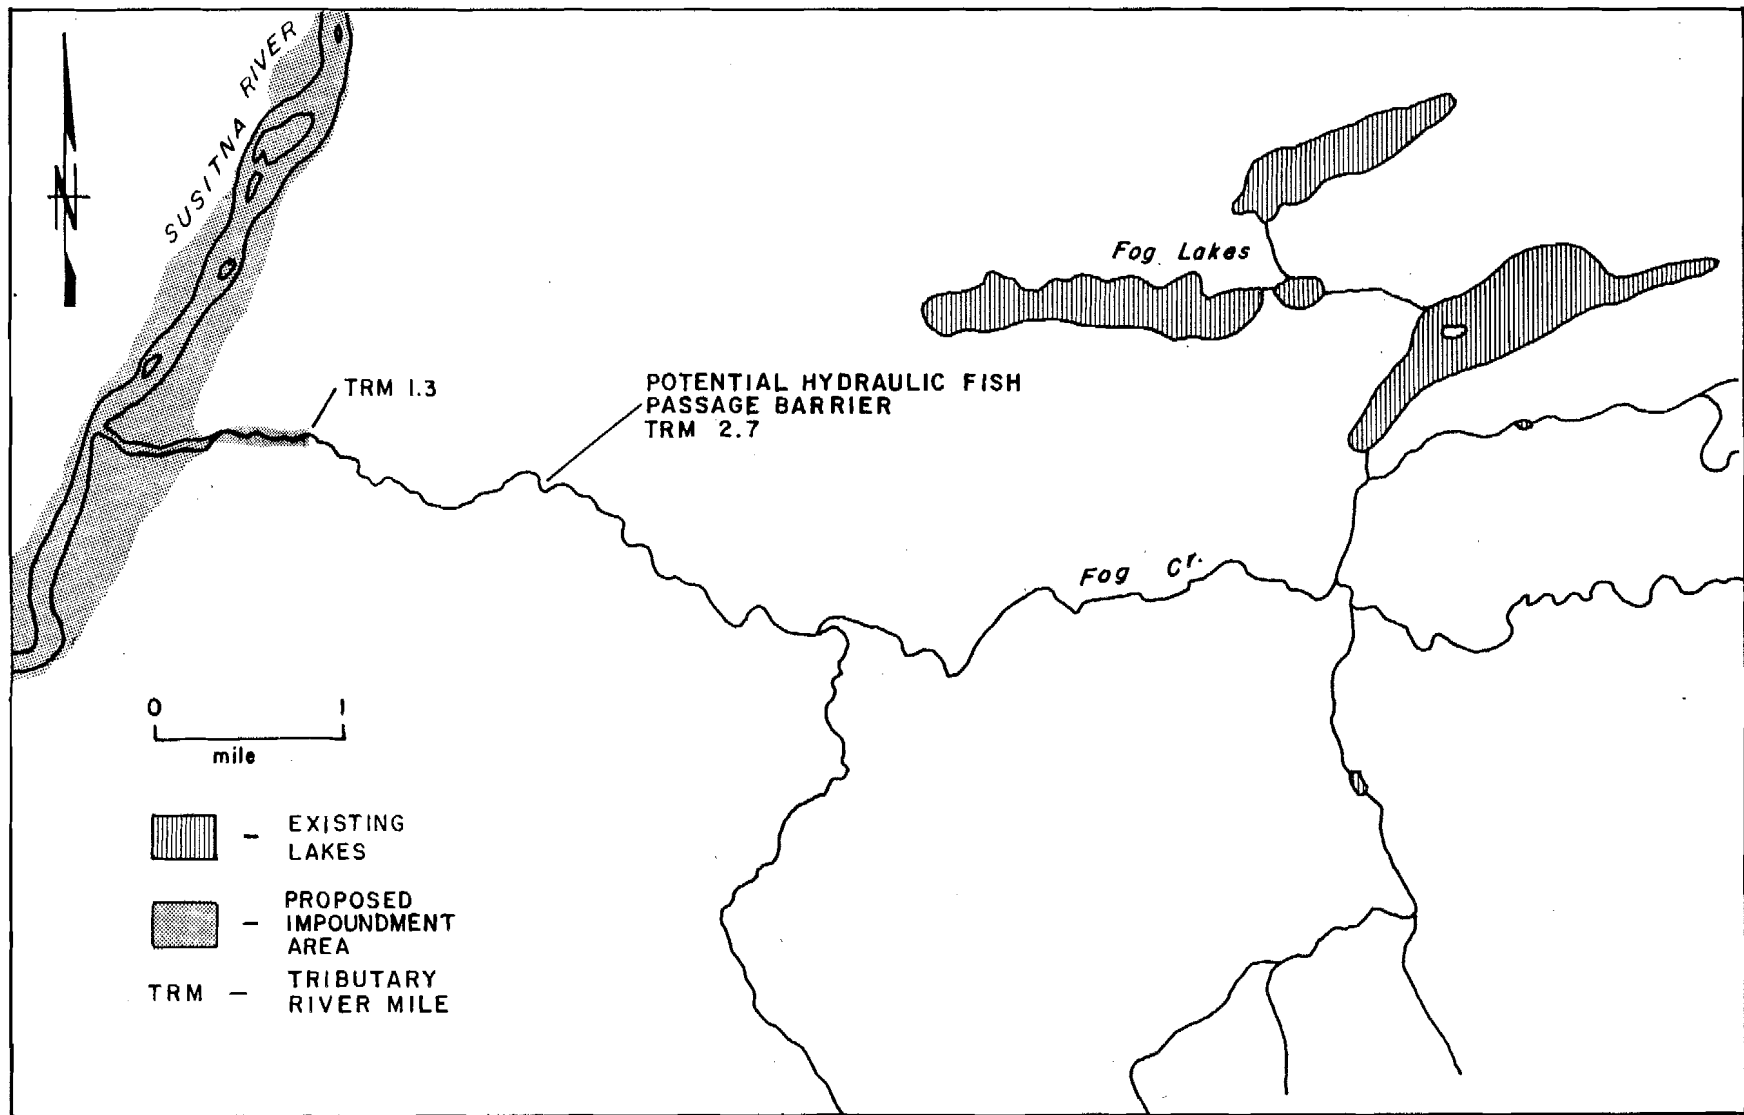 SUSITNA RIVER
N
Fog Lakes
TRM 1.3
POTENTIAL HYDRAULIC FISH
PASSAGE BARRIER
TRM 2.7
Fog Cr.
0 1
mile
– EXISTING
LAKES
– PROPOSED
IMPOUNDMENT
AREA
TRM – TRIBUTARY
RIVER MILE